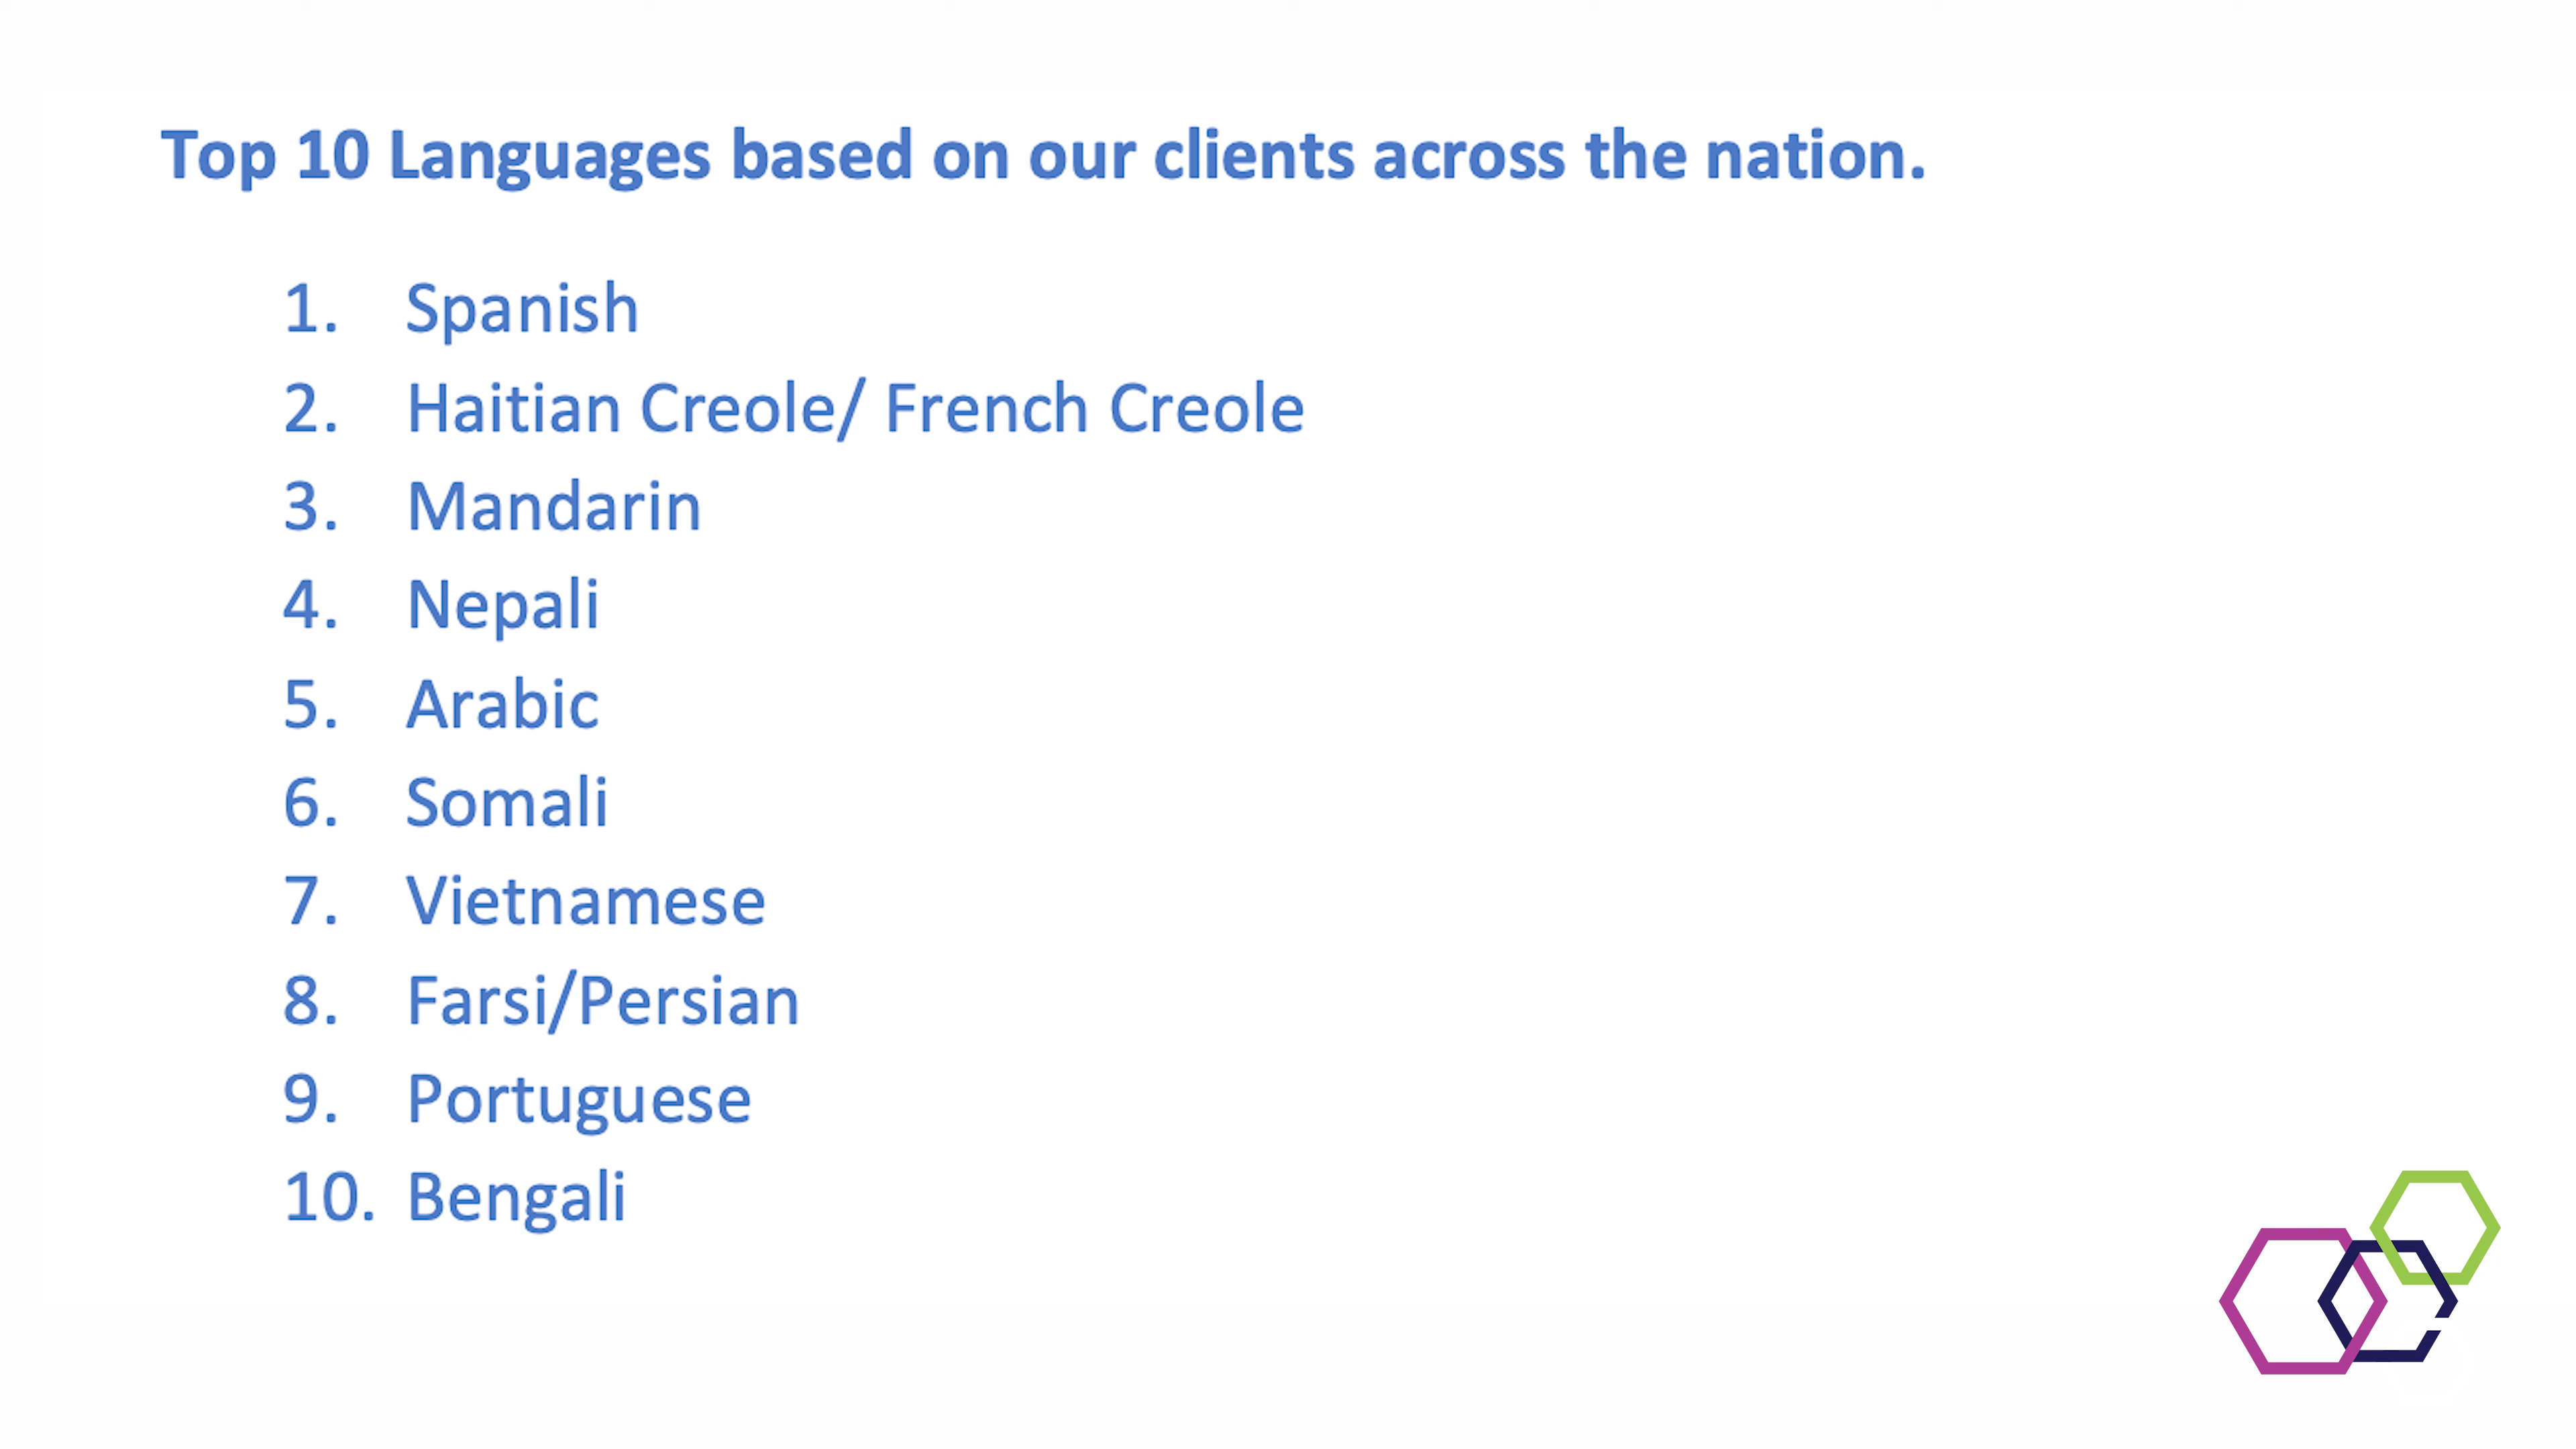 Top 10 Languages based on our clients across the nation.
1. Spanish
2. Haitian Creole/ French Creole
3. Mandarin
4. Nepali
5. Arabic
6. Somali
7. Vietnamese
8. Farsi/Persian
9. Portuguese
10. Bengali